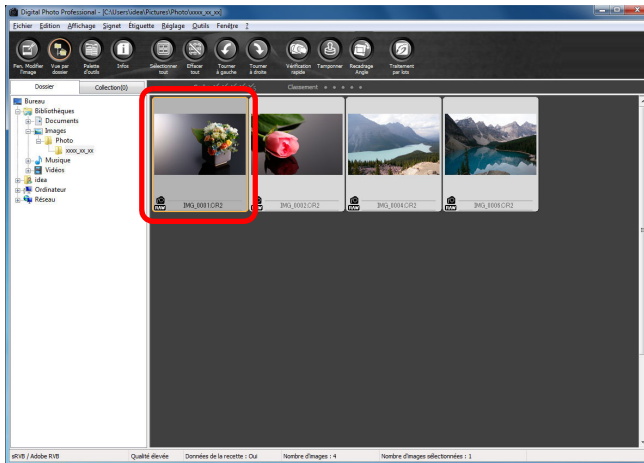 Digital Photo Professional - [C:\Users\idea\Pictures\Photo\xxxx_xx_xx]
Fichier Edition Affichage Signet Étiquette Réglage Outils Fenêtre ?
Fen. Modifier l'image
Vue par dossier
Palette d'outils
Infos
Sélectionner tout
Effacer tout
Tourner à gauche
Tourner à droite
Vérification rapide
Tamponner
Recadrage Angle
Traitement par lots
Dossier
Collection(0)
Classement
Bureau
Bibliothèques
Documents
Images
Photo
xxxx_xx_xx
Musique
Vidéos
idea
Ordinateur
Réseau
RAW
IMG_0001.CR2
RAW
IMG_0002.CR2
RAW
IMG_0004.CR2
RAW
sRVB / Adobe RVB
Qualité élevée
Données de la recette : Oui
Nombre d'images : 4
Nombre d'images sélectionnées : 1